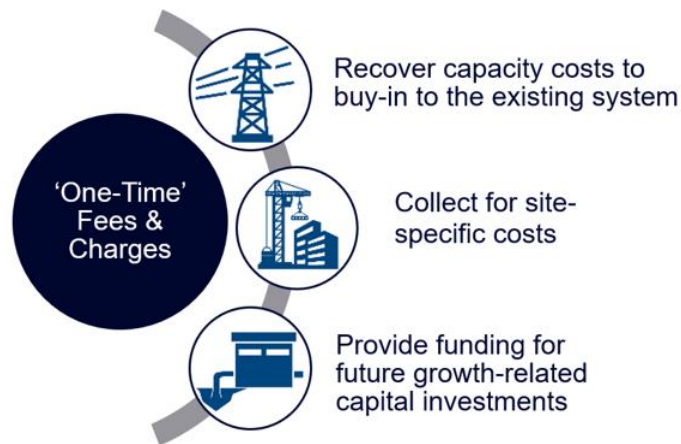 ‘One-Time’
Fees &
Charges
Recover capacity costs to
buy-in to the existing system
Collect for site-
specific costs
Provide funding for
future growth-related
capital investments